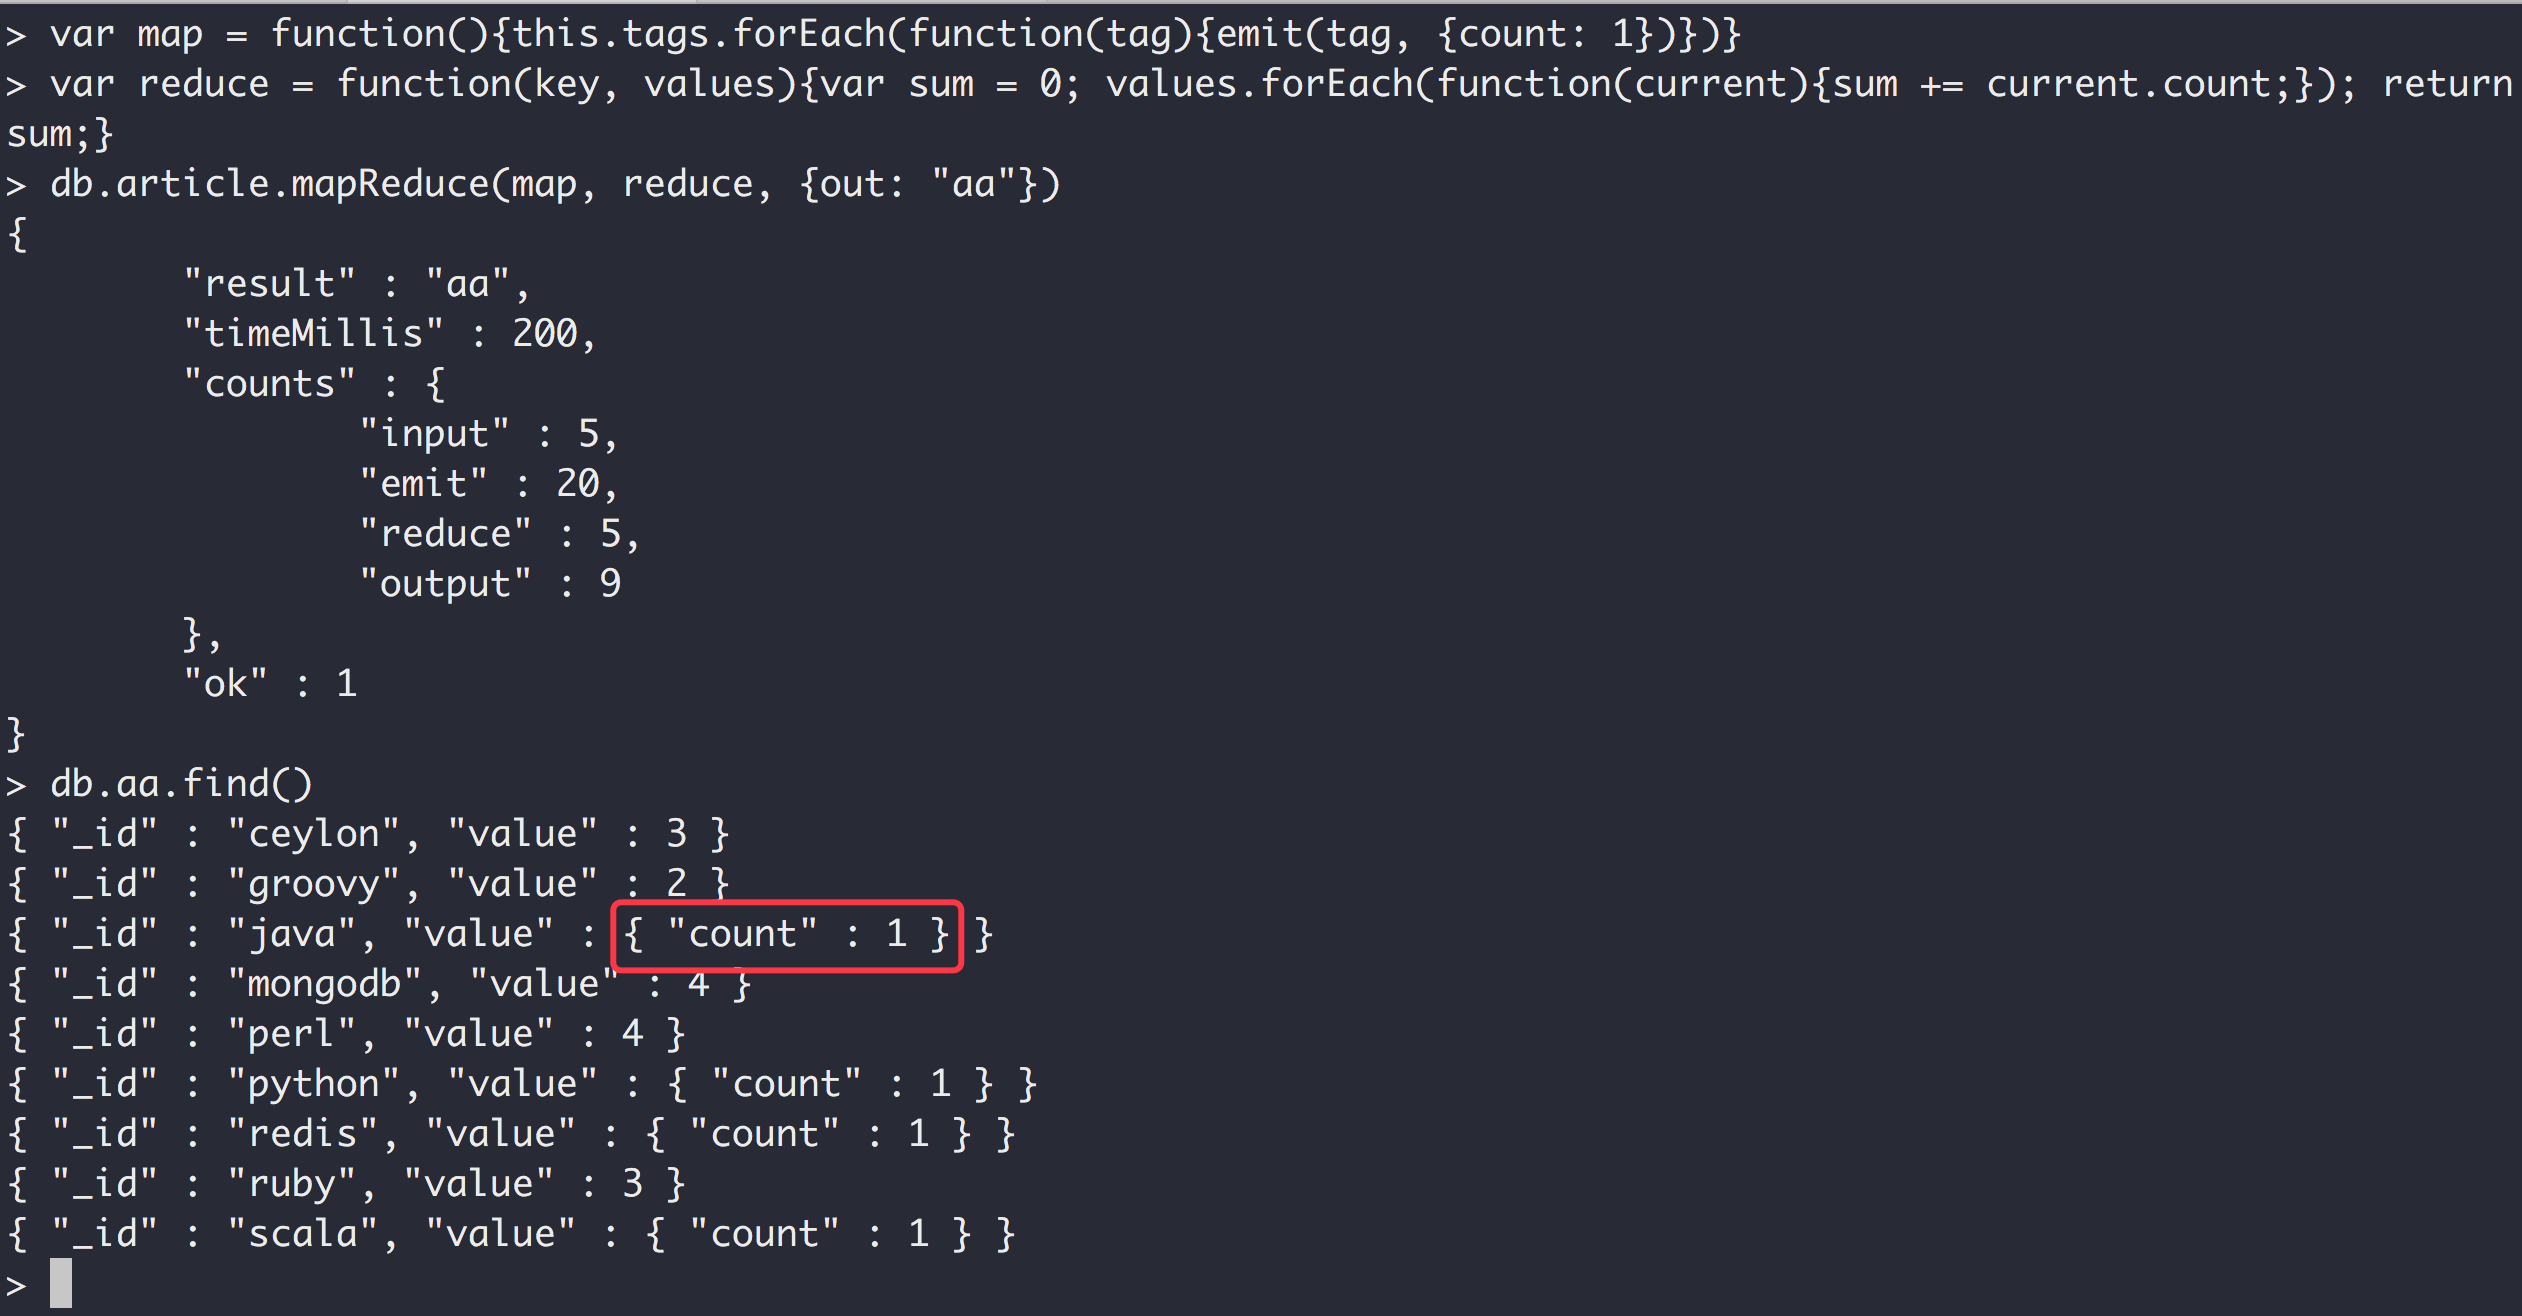 > var map = function(){this.tags.forEach(function(tag){emit(tag, {count: 1})})}
> var reduce = function(key, values){var sum = 0; values.forEach(function(current){sum += current.count;}); return
sum;}
> db.article.mapReduce(map, reduce, {out: "aa"})
{
        "result" : "aa",
        "timeMillis" : 200,
        "counts" : {
                "input" : 5,
                "emit" : 20,
                "reduce" : 5,
                "output" : 9
        },
        "ok" : 1
}
> db.aa.find()
{ "_id" : "ceylon", "value" : 3 }
{ "_id" : "groovy", "value" : 2 }
{ "_id" : "java", "value" : { "count" : 1 } }
{ "_id" : "mongodb", "value" : 4 }
{ "_id" : "perl", "value" : 4 }
{ "_id" : "python", "value" : { "count" : 1 } }
{ "_id" : "redis", "value" : { "count" : 1 } }
{ "_id" : "ruby", "value" : 3 }
{ "_id" : "scala", "value" : { "count" : 1 } }
>